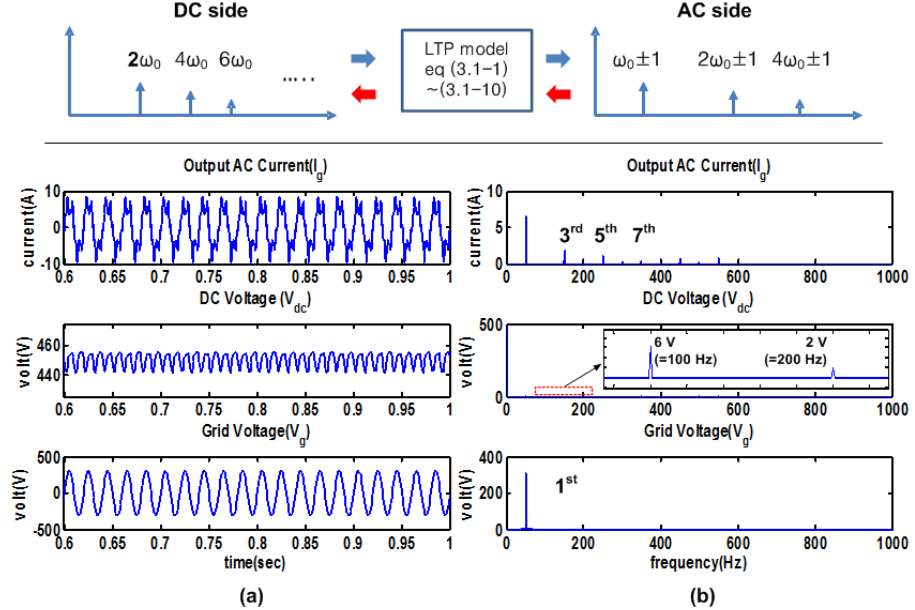 DC side
AC side
2ω₀ 4ω₀ 6ω₀ .....
LTP model
eq (3.1−1)
~(3.1−10)
ω₀±1 2ω₀±1 4ω₀±1
Output AC Current(I_g)
10
0
-10
current(A)
0.6 0.65 0.7 0.75 0.8 0.85 0.9 0.95 1
DC Voltage (V_dc)
460
440
volt(V)
0.6 0.65 0.7 0.75 0.8 0.85 0.9 0.95 1
Grid Voltage(V_g)
500
0
-500
volt(V)
0.6 0.65 0.7 0.75 0.8 0.85 0.9 0.95 1
time(sec)
(a)
Output AC Current(I_g)
10
5
0
current(A)
3rd 5th 7th
0 200 400 600 800 1000
DC Voltage (V_dc)
500
0
volt(V)
6 V
(=100 Hz)
2 V
(=200 Hz)
0 200 400 600 800 1000
Grid Voltage(V_g)
400
200
0
volt(V)
1st
0 200 400 600 800 1000
frequency(Hz)
(b)